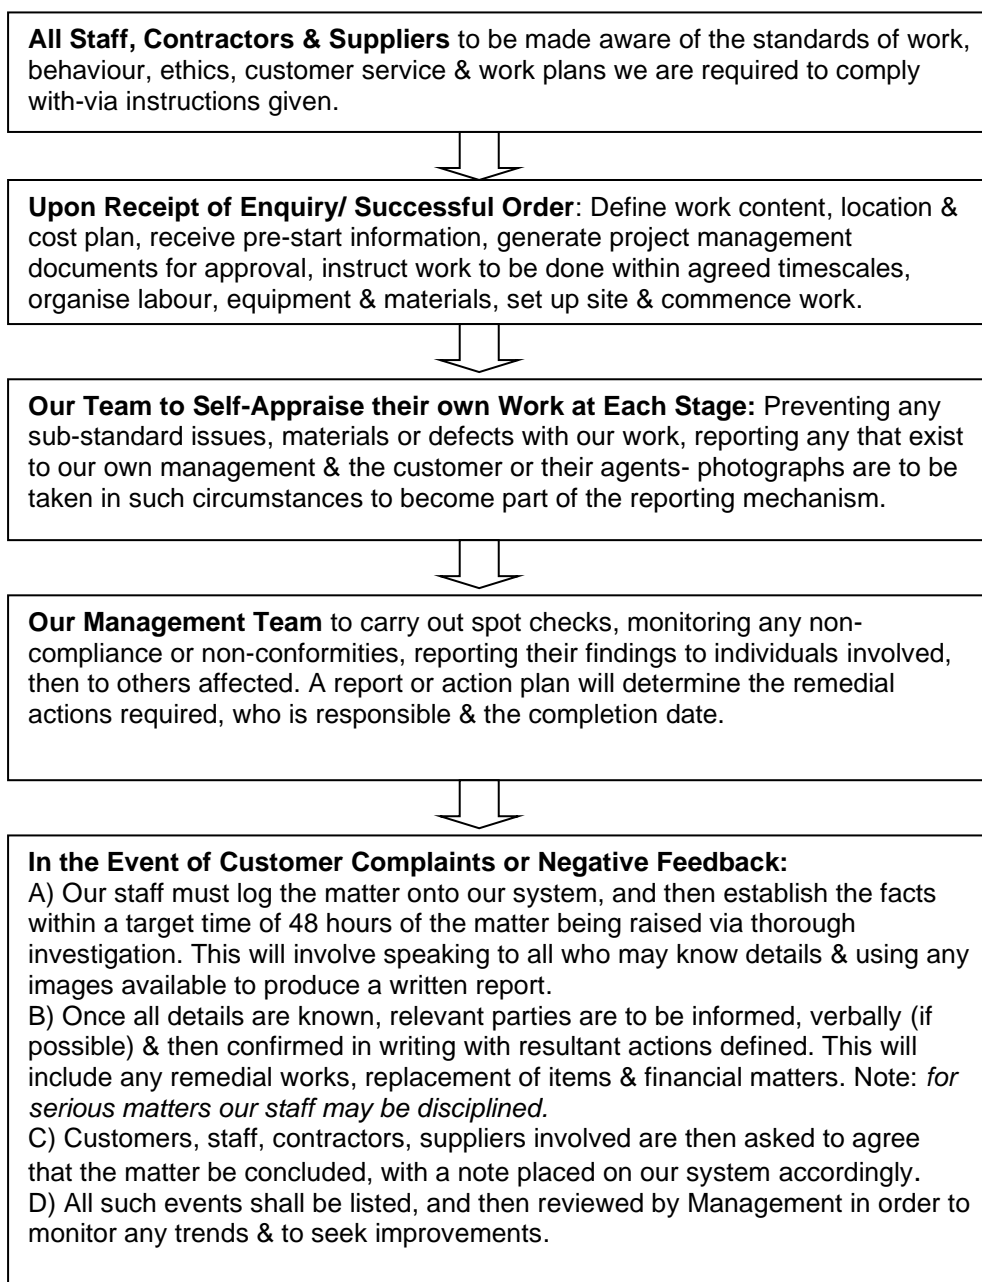 All Staff, Contractors & Suppliers to be made aware of the standards of work,
behaviour, ethics, customer service & work plans we are required to comply
with-via instructions given.
Upon Receipt of Enquiry/ Successful Order: Define work content, location &
cost plan, receive pre-start information, generate project management
documents for approval, instruct work to be done within agreed timescales,
organise labour, equipment & materials, set up site & commence work.
Our Team to Self-Appraise their own Work at Each Stage: Preventing any
sub-standard issues, materials or defects with our work, reporting any that exist
to our own management & the customer or their agents- photographs are to be
taken in such circumstances to become part of the reporting mechanism.
Our Management Team to carry out spot checks, monitoring any non-
compliance or non-conformities, reporting their findings to individuals involved,
then to others affected. A report or action plan will determine the remedial
actions required, who is responsible & the completion date.
In the Event of Customer Complaints or Negative Feedback:
A) Our staff must log the matter onto our system, and then establish the facts
within a target time of 48 hours of the matter being raised via thorough
investigation. This will involve speaking to all who may know details & using any
images available to produce a written report.
B) Once all details are known, relevant parties are to be informed, verbally (if
possible) & then confirmed in writing with resultant actions defined. This will
include any remedial works, replacement of items & financial matters. Note: for
serious matters our staff may be disciplined.
C) Customers, staff, contractors, suppliers involved are then asked to agree
that the matter be concluded, with a note placed on our system accordingly.
D) All such events shall be listed, and then reviewed by Management in order to
monitor any trends & to seek improvements.